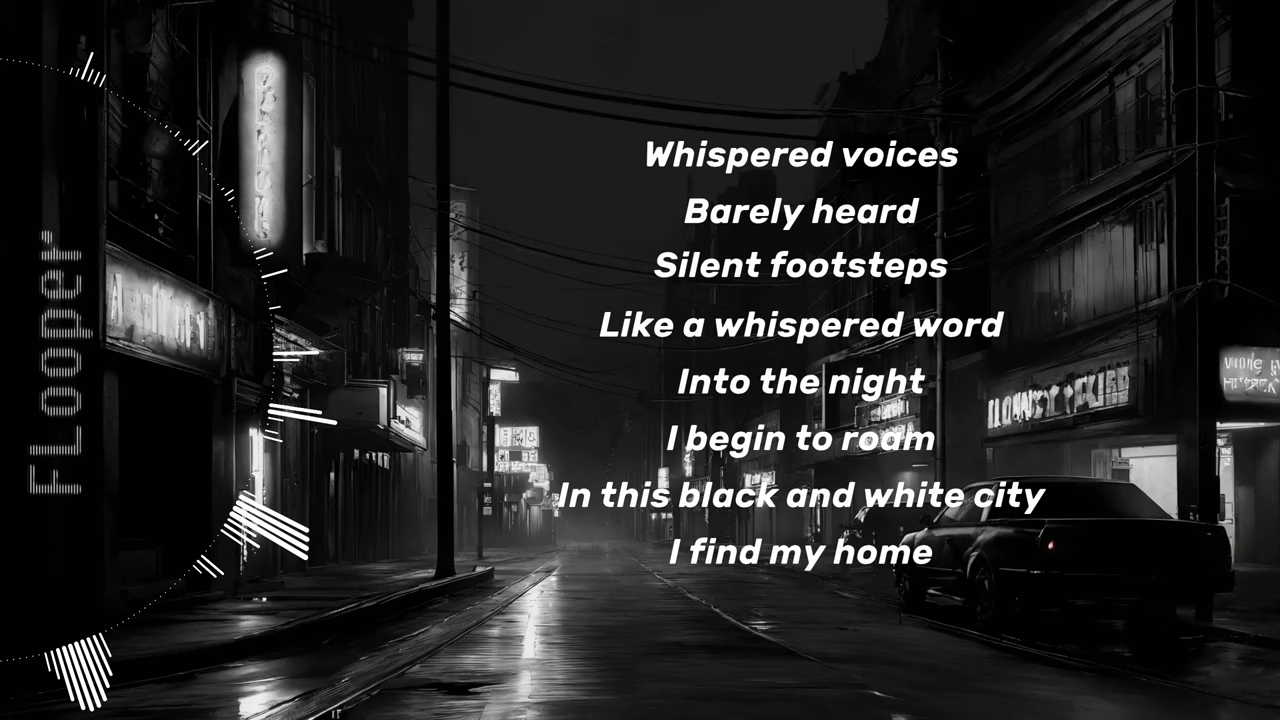 FLooper
Whispered voices
Barely heard
Silent footsteps
Like a whispered word
Into the night
I begin to roam
In this black and white city
I find my home